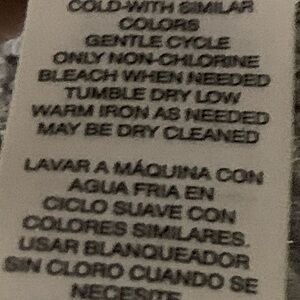 COLD-WITH SIMILAR
COLORS
GENTLE CYCLE
ONLY NON-CHLORINE
BLEACH WHEN NEEDED
TUMBLE DRY LOW
WARM IRON AS NEEDED
MAY BE DRY CLEANED
LAVAR A MÁQUINA CON
AGUA FRIA EN
CICLO SUAVE CON
COLORES SIMILARES.
USAR BLANQUEADOR
SIN CLORO CUANDO SE
NECESITE